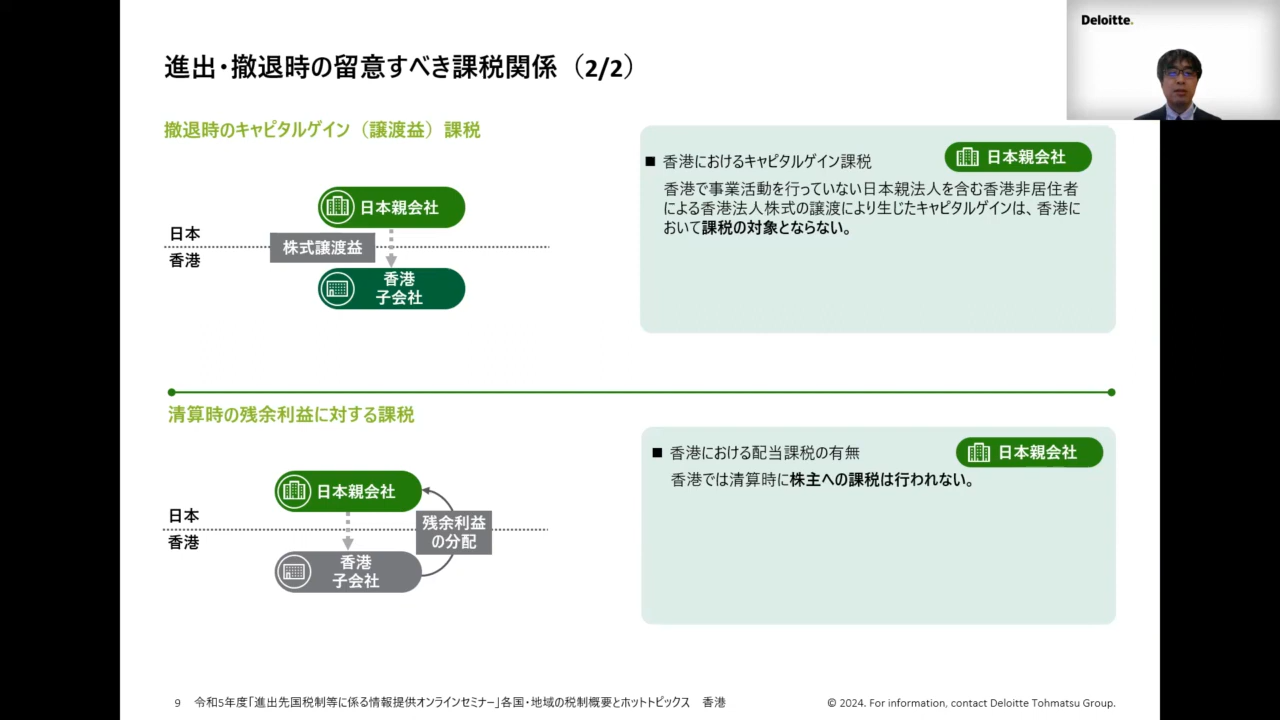 Deloitte.
進出・撤退時の留意すべき課税関係（2/2）
撤退時のキャピタルゲイン（譲渡益）課税
日本親会社
日本
株式譲渡益
香港
香港
子会社
日本親会社
■ 香港におけるキャピタルゲイン課税
香港で事業活動を行っていない日本親法人を含む香港非居住者
による香港法人株式の譲渡により生じたキャピタルゲインは、香港に
おいて課税の対象とならない。
清算時の残余利益に対する課税
日本親会社
日本
残余利益
の分配
香港
香港
子会社
日本親会社
■ 香港における配当課税の有無
香港では清算時に株主への課税は行われない。
9 令和5年度「進出先国税制等に係る情報提供オンラインセミナー」各国・地域の税制概要とホットトピックス 香港
© 2024. For information, contact Deloitte Tohmatsu Group.